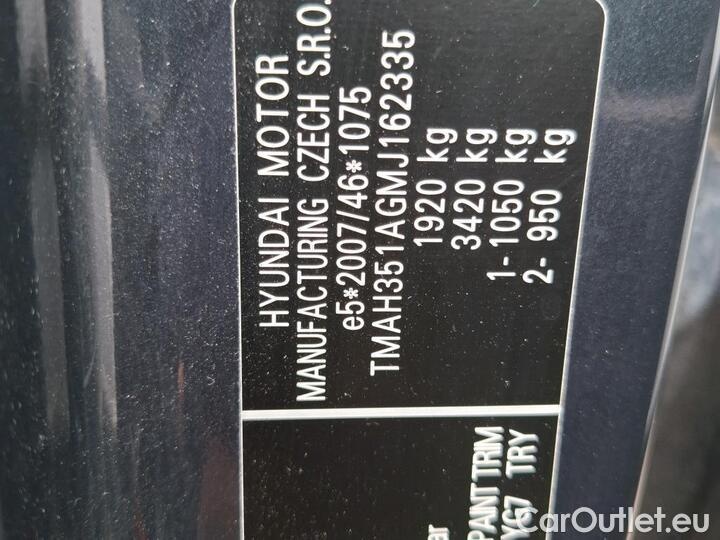 HYUNDAI MOTOR
MANUFACTURING CZECH S.R.O.
e5*2007/46*1075
TMAH351AGMJ162335
1920 kg
3420 kg
1- 1050 kg
2- 950 kg
PAINT TRIM
Y67 TRY
CarOutlet.eu